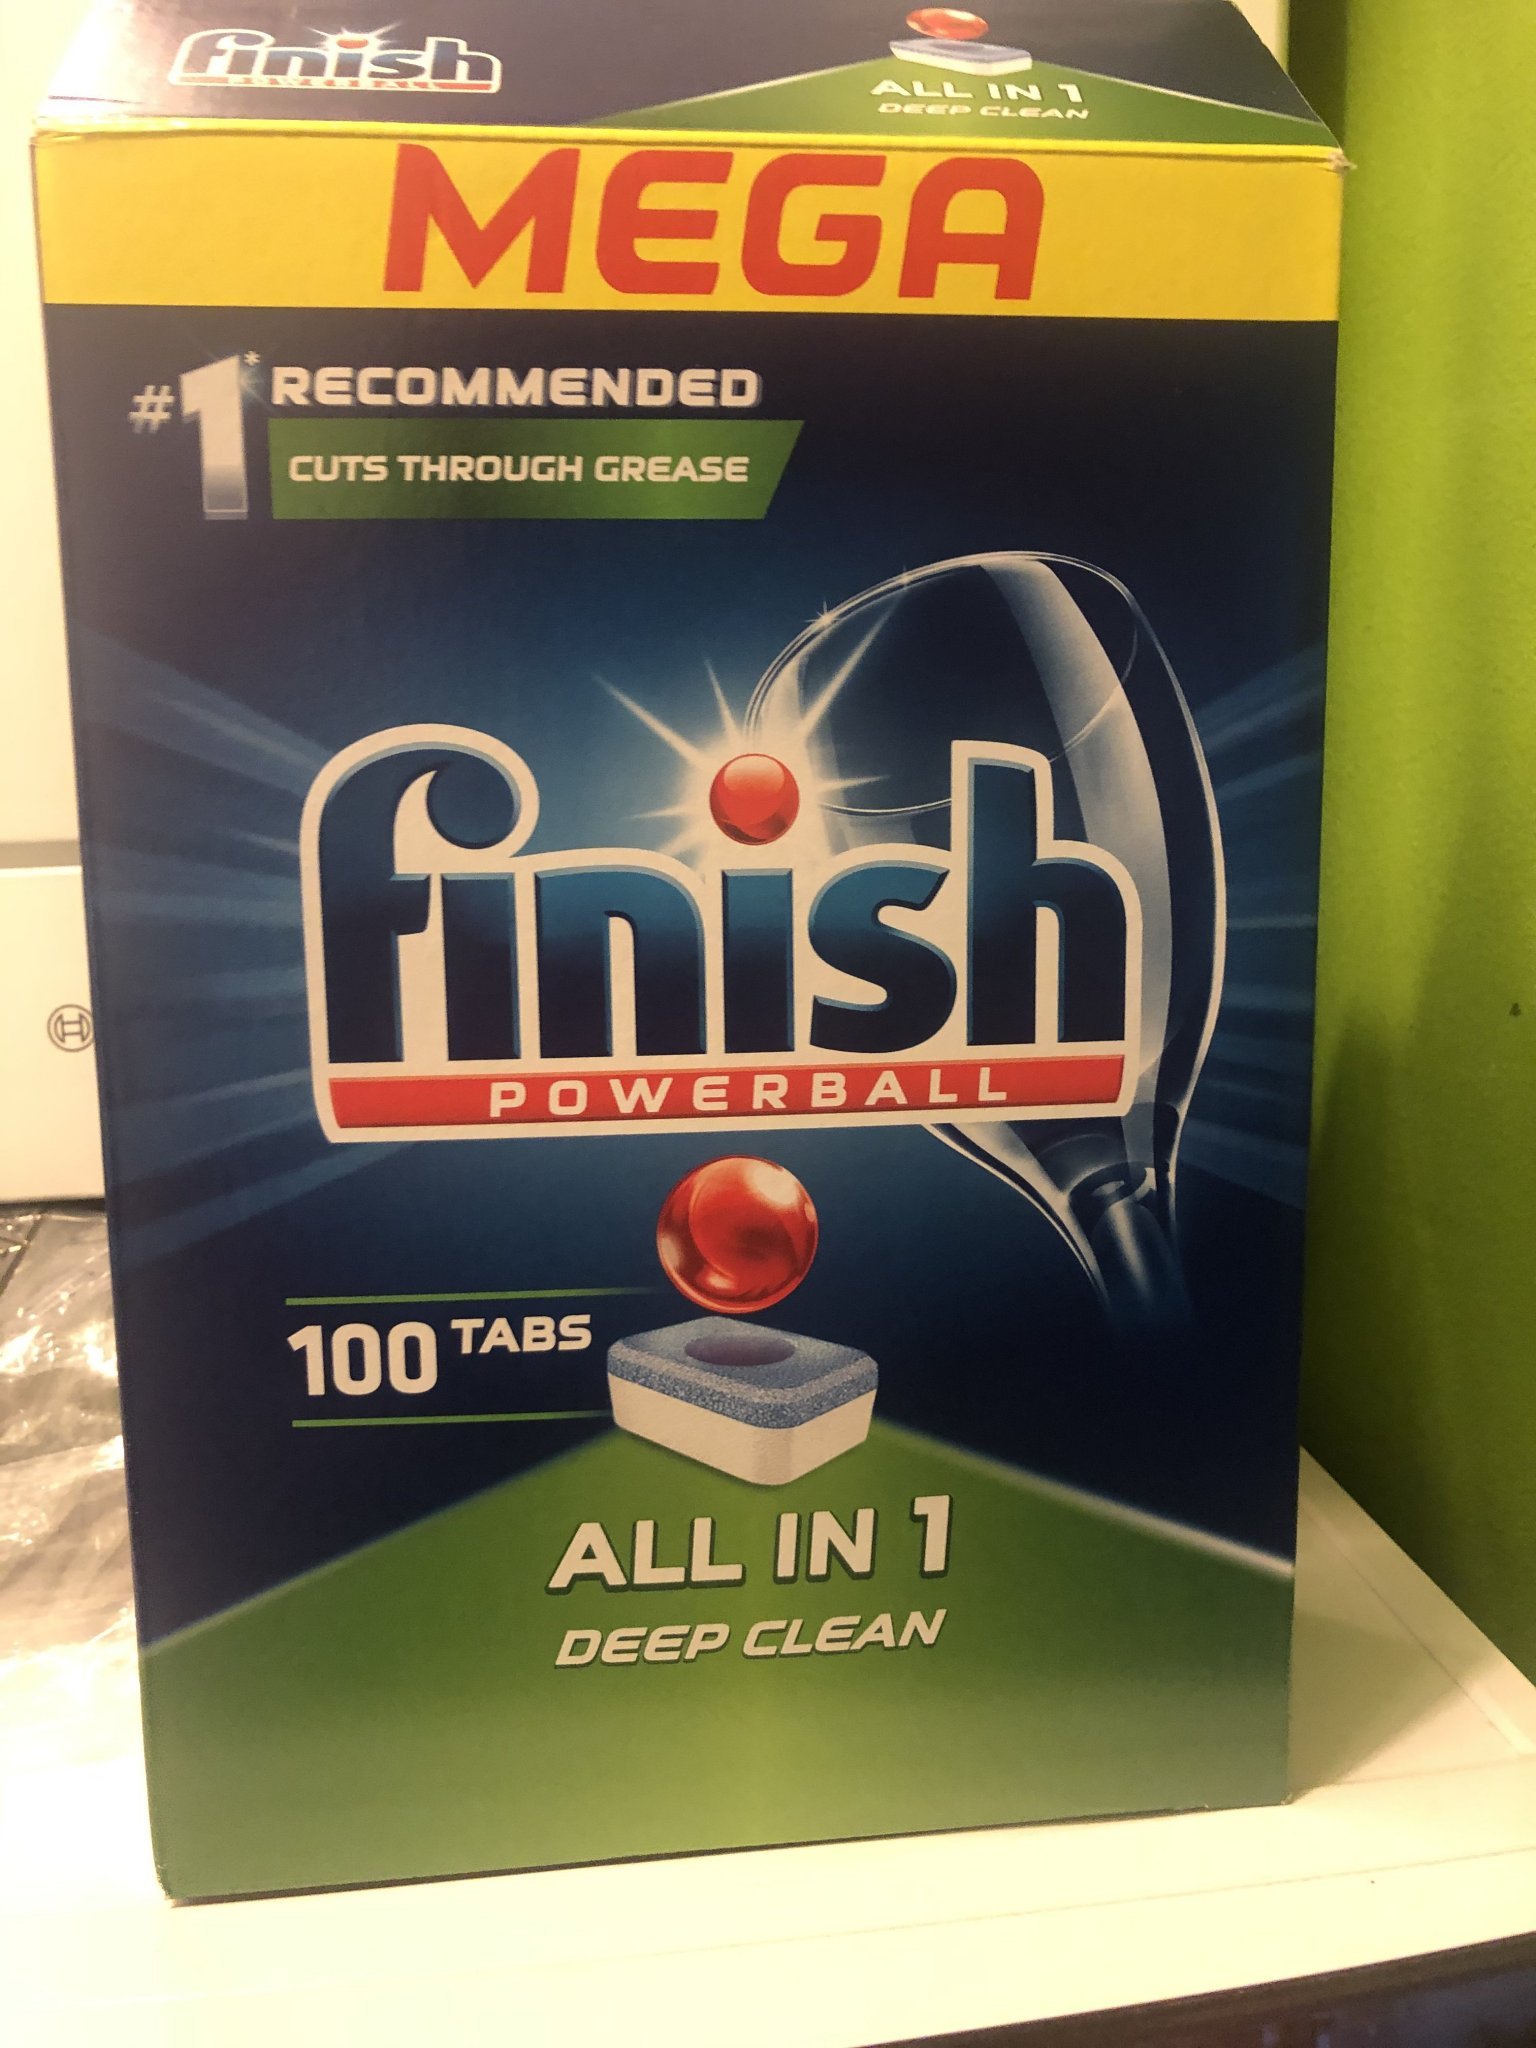 finish
POWERBALL
ALL IN 1
DEEP CLEAN
MEGA
#1* RECOMMENDED
CUTS THROUGH GREASE
finish
POWERBALL
100 TABS
ALL IN 1
DEEP CLEAN